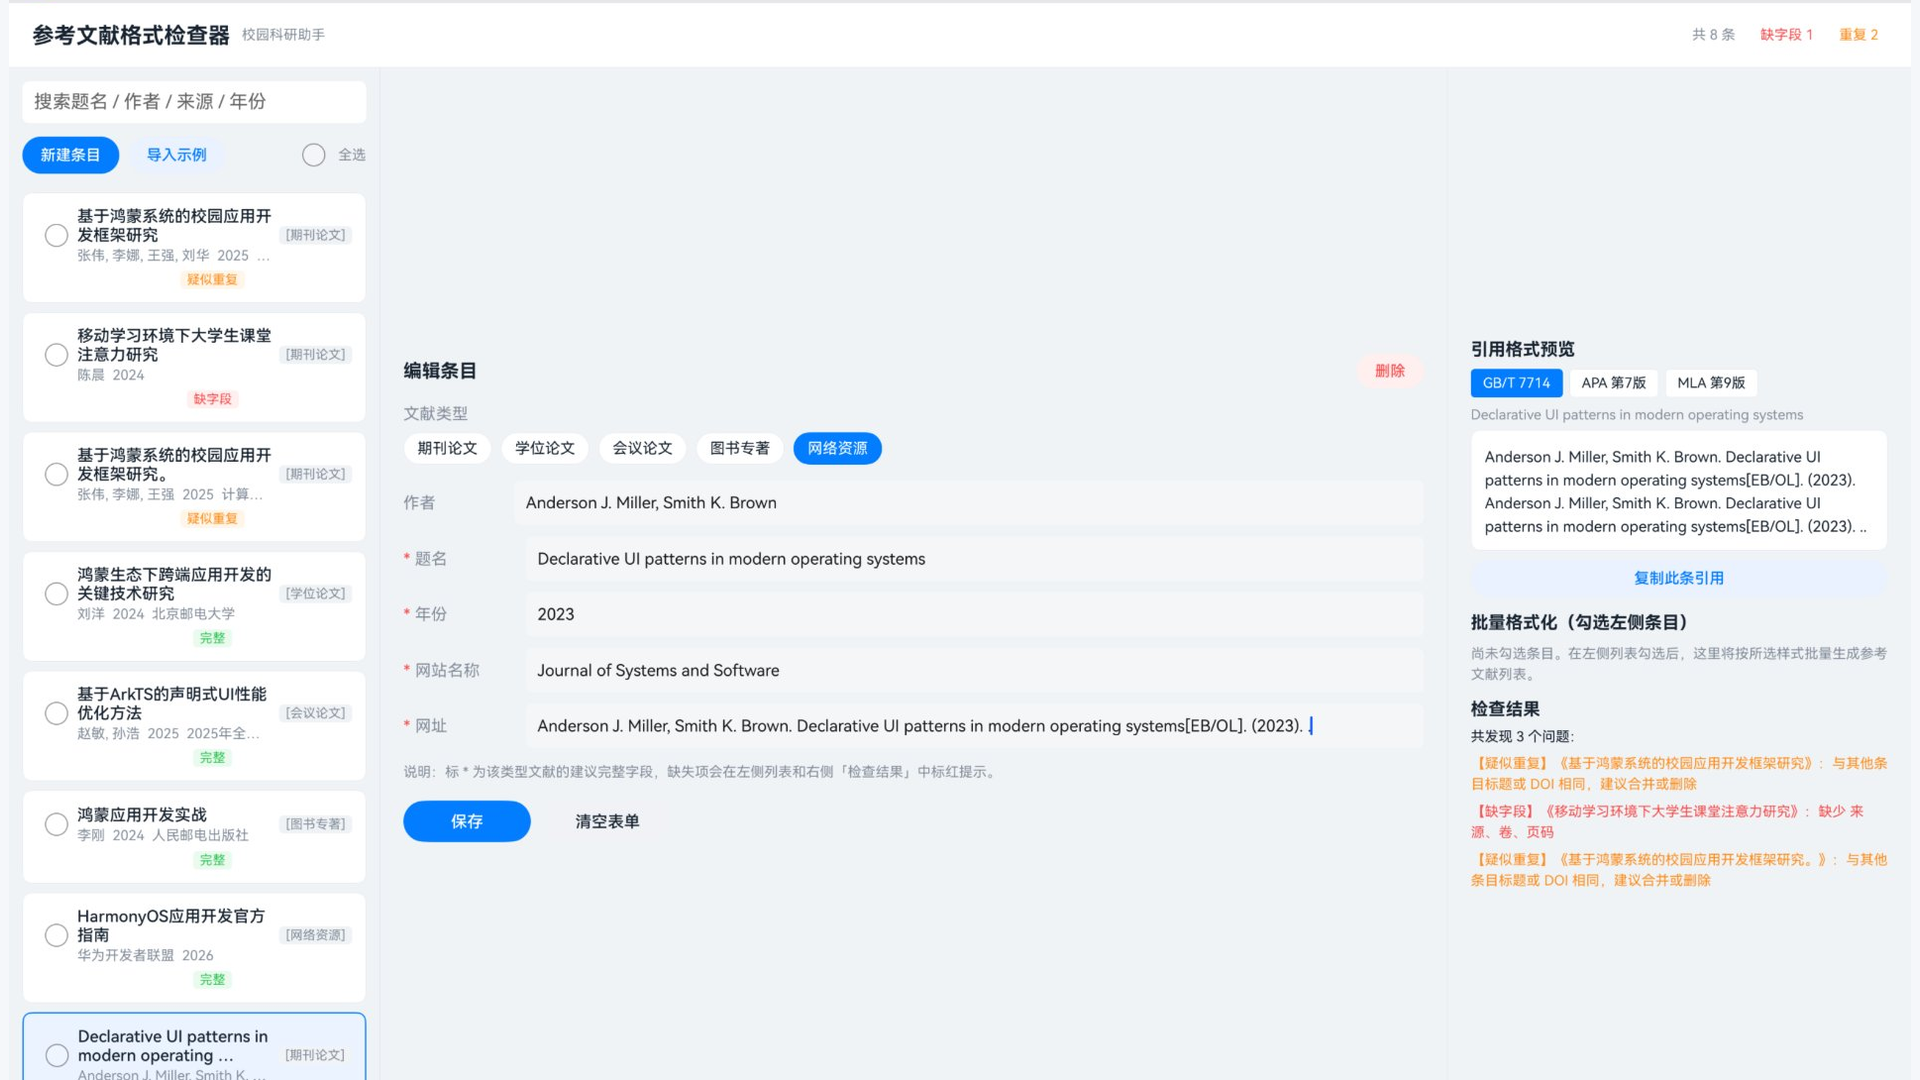 参考文献格式检查器 校园科研助手
共 8 条 缺字段 1 重复 2
搜索题名 / 作者 / 来源 / 年份
新建条目 导入示例 全选
基于鸿蒙系统的校园应用开
发框架研究
[期刊论文]
张伟, 李娜, 王强, 刘华 2025 ...
疑似重复
移动学习环境下大学生课堂
注意力研究
[期刊论文]
陈晨 2024
缺字段
基于鸿蒙系统的校园应用开
发框架研究。
[期刊论文]
张伟, 李娜, 王强 2025 计算...
疑似重复
鸿蒙生态下跨端应用开发的
关键技术研究
[学位论文]
刘洋 2024 北京邮电大学
完整
基于ArkTS的声明式UI性能
优化方法
[会议论文]
赵敏, 孙浩 2025 2025年全...
完整
鸿蒙应用开发实战
[图书专著]
李刚 2024 人民邮电出版社
完整
HarmonyOS应用开发官方
指南
[网络资源]
华为开发者联盟 2026
完整
Declarative UI patterns in
modern operating ...
[期刊论文]
Anderson J. Miller, Smith K. ...
编辑条目
删除
文献类型
期刊论文 学位论文 会议论文 图书专著 网络资源
作者 Anderson J. Miller, Smith K. Brown
* 题名 Declarative UI patterns in modern operating systems
* 年份 2023
* 网站名称 Journal of Systems and Software
* 网址 Anderson J. Miller, Smith K. Brown. Declarative UI patterns in modern operating systems[EB/OL]. (2023). .
说明：标 * 为该类型文献的建议完整字段，缺失项会在左侧列表和右侧「检查结果」中标红提示。
保存 清空表单
引用格式预览
GB/T 7714 APA 第7版 MLA 第9版
Declarative UI patterns in modern operating systems
Anderson J. Miller, Smith K. Brown. Declarative UI
patterns in modern operating systems[EB/OL]. (2023).
Anderson J. Miller, Smith K. Brown. Declarative UI
patterns in modern operating systems[EB/OL]. (2023). ..
复制此条引用
批量格式化（勾选左侧条目）
尚未勾选条目。在左侧列表勾选后，这里将按所选样式批量生成参考
文献列表。
检查结果
共发现 3 个问题:
【疑似重复】《基于鸿蒙系统的校园应用开发框架研究》：与其他条
目标题或 DOI 相同，建议合并或删除
【缺字段】《移动学习环境下大学生课堂注意力研究》：缺少 来
源、卷、页码
【疑似重复】《基于鸿蒙系统的校园应用开发框架研究。》：与其他
条目标题或 DOI 相同，建议合并或删除